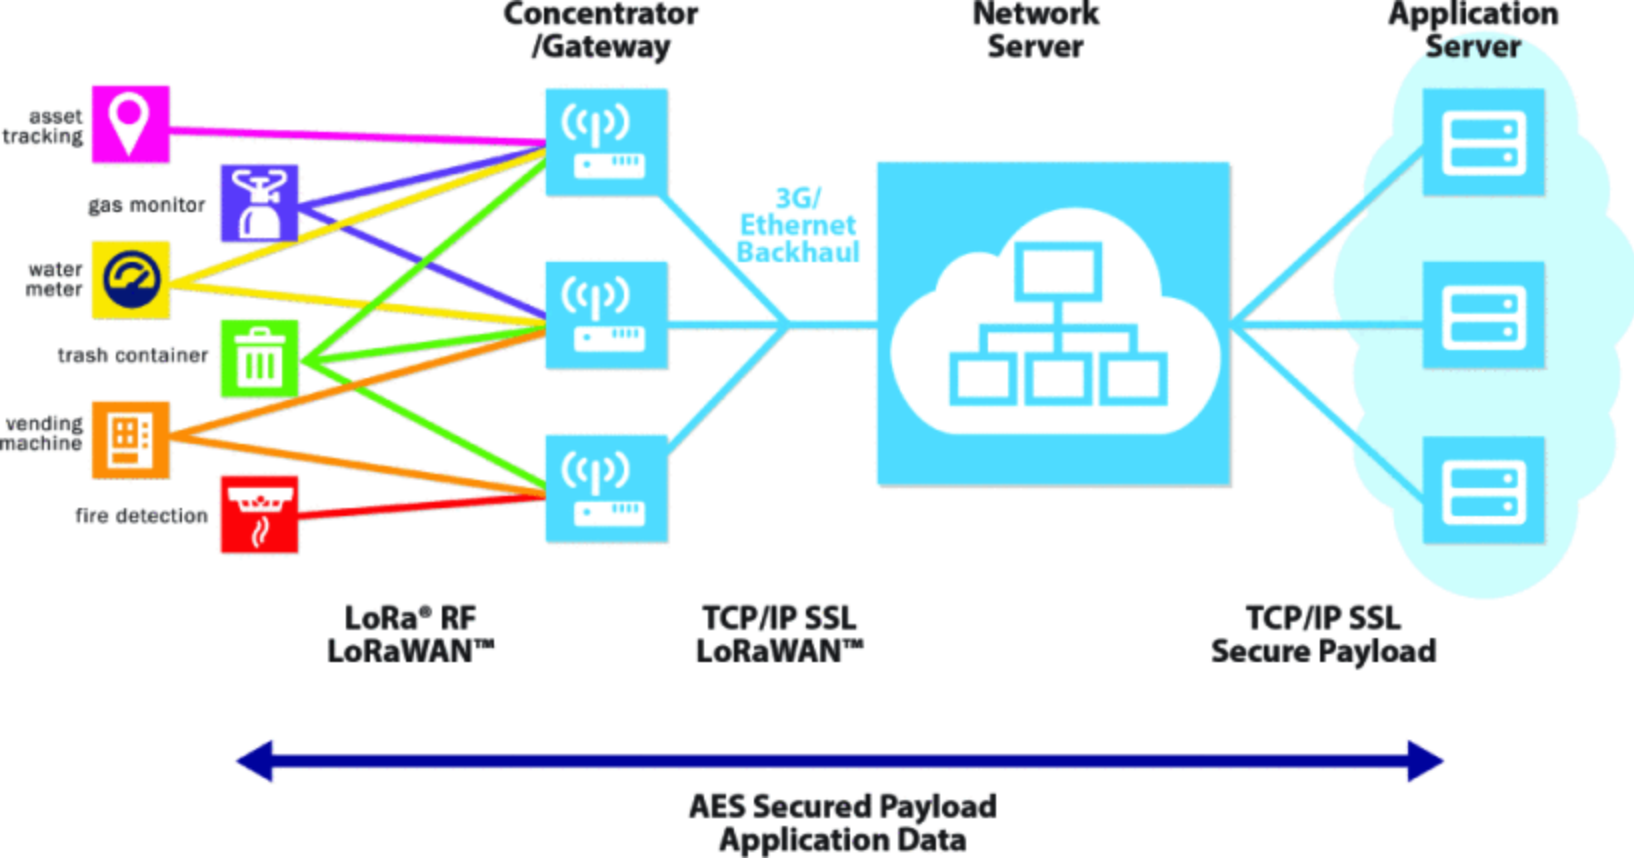 Concentrator
/Gateway
Network
Server
Application
Server
asset
tracking
gas monitor
water
meter
trash container
vending
machine
fire detection
3G/
Ethernet
Backhaul
LoRa® RF
LoRaWAN™
TCP/IP SSL
LoRaWAN™
TCP/IP SSL
Secure Payload
AES Secured Payload
Application Data